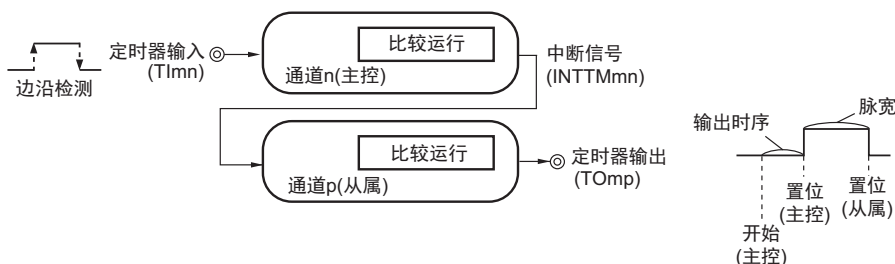 定时器输入
(TImn)
边沿检测
比较运行
通道n(主控)
中断信号
(INTTMmn)
比较运行
通道p(从属)
定时器输出
(TOmp)
输出时序
脉宽
开始
(主控)
置位
(主控)
置位
(从属)